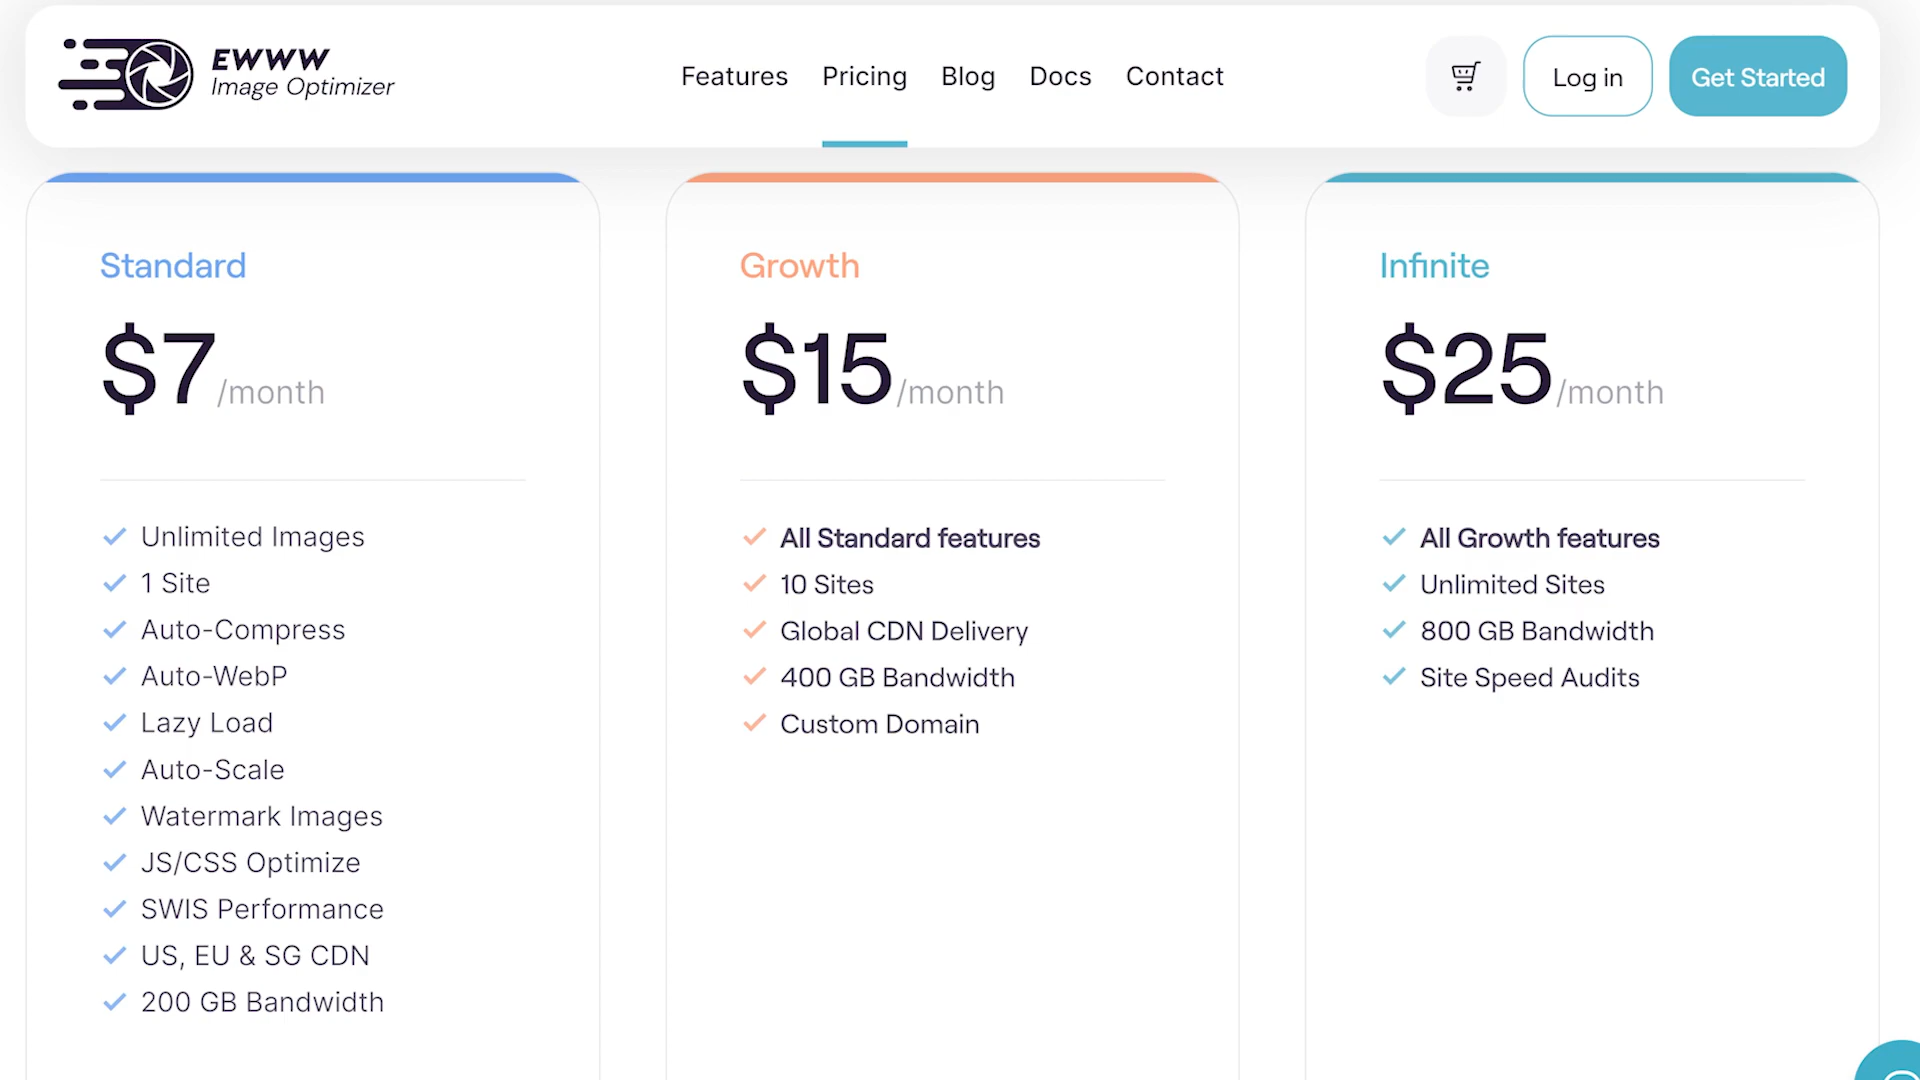 EWWW
Image Optimizer
Features
Pricing
Blog
Docs
Contact
Log in
Get Started
Standard
$7/month
Unlimited Images
1 Site
Auto-Compress
Auto-WebP
Lazy Load
Auto-Scale
Watermark Images
JS/CSS Optimize
SWIS Performance
US, EU & SG CDN
200 GB Bandwidth
Growth
$15/month
All Standard features
10 Sites
Global CDN Delivery
400 GB Bandwidth
Custom Domain
Infinite
$25/month
All Growth features
Unlimited Sites
800 GB Bandwidth
Site Speed Audits